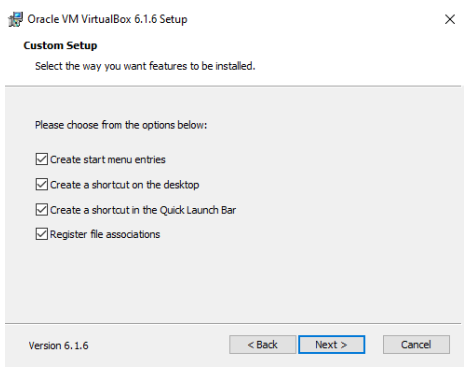 Oracle VM VirtualBox 6.1.6 Setup
Custom Setup
Select the way you want features to be installed.
Please choose from the options below:
Create start menu entries
Create a shortcut on the desktop
Create a shortcut in the Quick Launch Bar
Register file associations
Version 6.1.6
< Back
Next >
Cancel